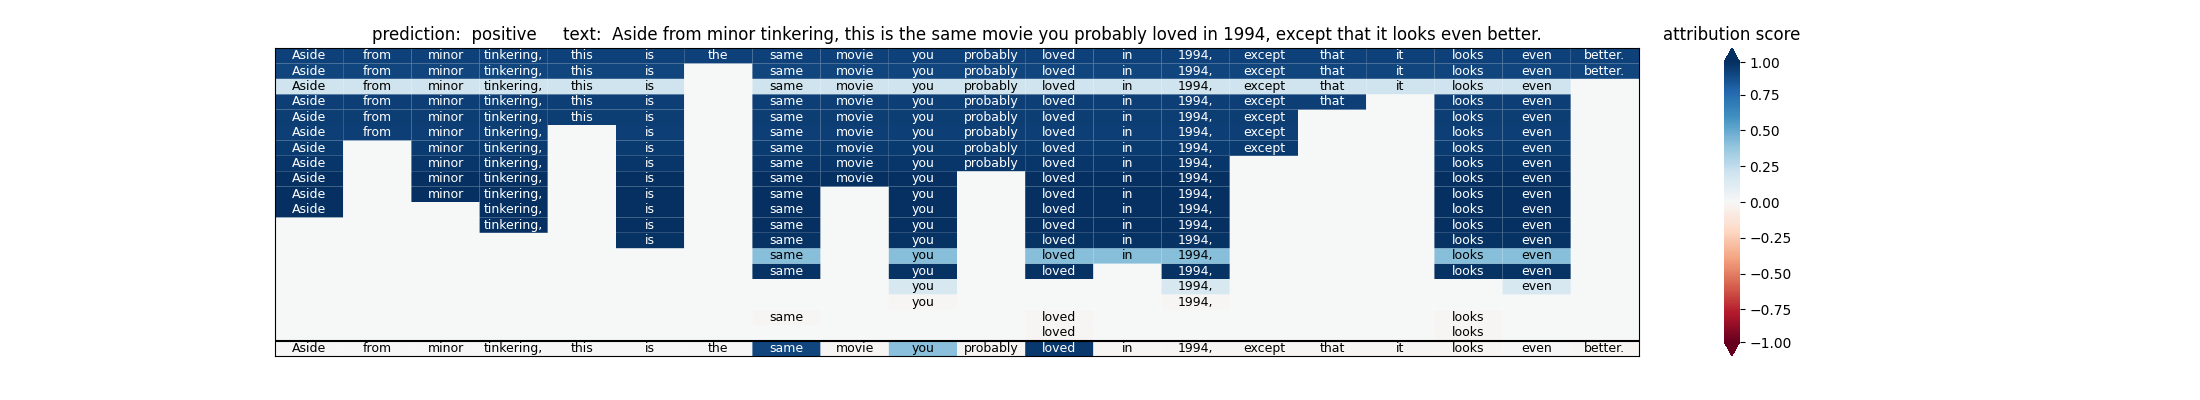 prediction: positive text: Aside from minor tinkering, this is the same movie you probably loved in 1994, except that it looks even better.
attribution score
Aside from minor tinkering, this is the same movie you probably loved in 1994, except that it looks even better.
Aside from minor tinkering, this is same movie you probably loved in 1994, except that it looks even better.
Aside from minor tinkering, this is same movie you probably loved in 1994, except that it looks even
Aside from minor tinkering, this is same movie you probably loved in 1994, except that looks even
Aside from minor tinkering, this is same movie you probably loved in 1994, except looks even
Aside from minor tinkering, is same movie you probably loved in 1994, except looks even
Aside minor tinkering, is same movie you probably loved in 1994, except looks even
Aside minor tinkering, is same movie you probably loved in 1994, looks even
Aside minor tinkering, is same movie you loved in 1994, looks even
Aside minor tinkering, is same you loved in 1994, looks even
Aside tinkering, is same you loved in 1994, looks even
tinkering, is same you loved in 1994, looks even
is same you loved in 1994, looks even
same you loved in 1994, looks even
same you loved 1994, looks even
you 1994, even
you 1994,
same loved looks
loved looks
Aside from minor tinkering, this is the same movie you probably loved in 1994, except that it looks even better.
1.00
0.75
0.50
0.25
0.00
−0.25
−0.50
−0.75
−1.00